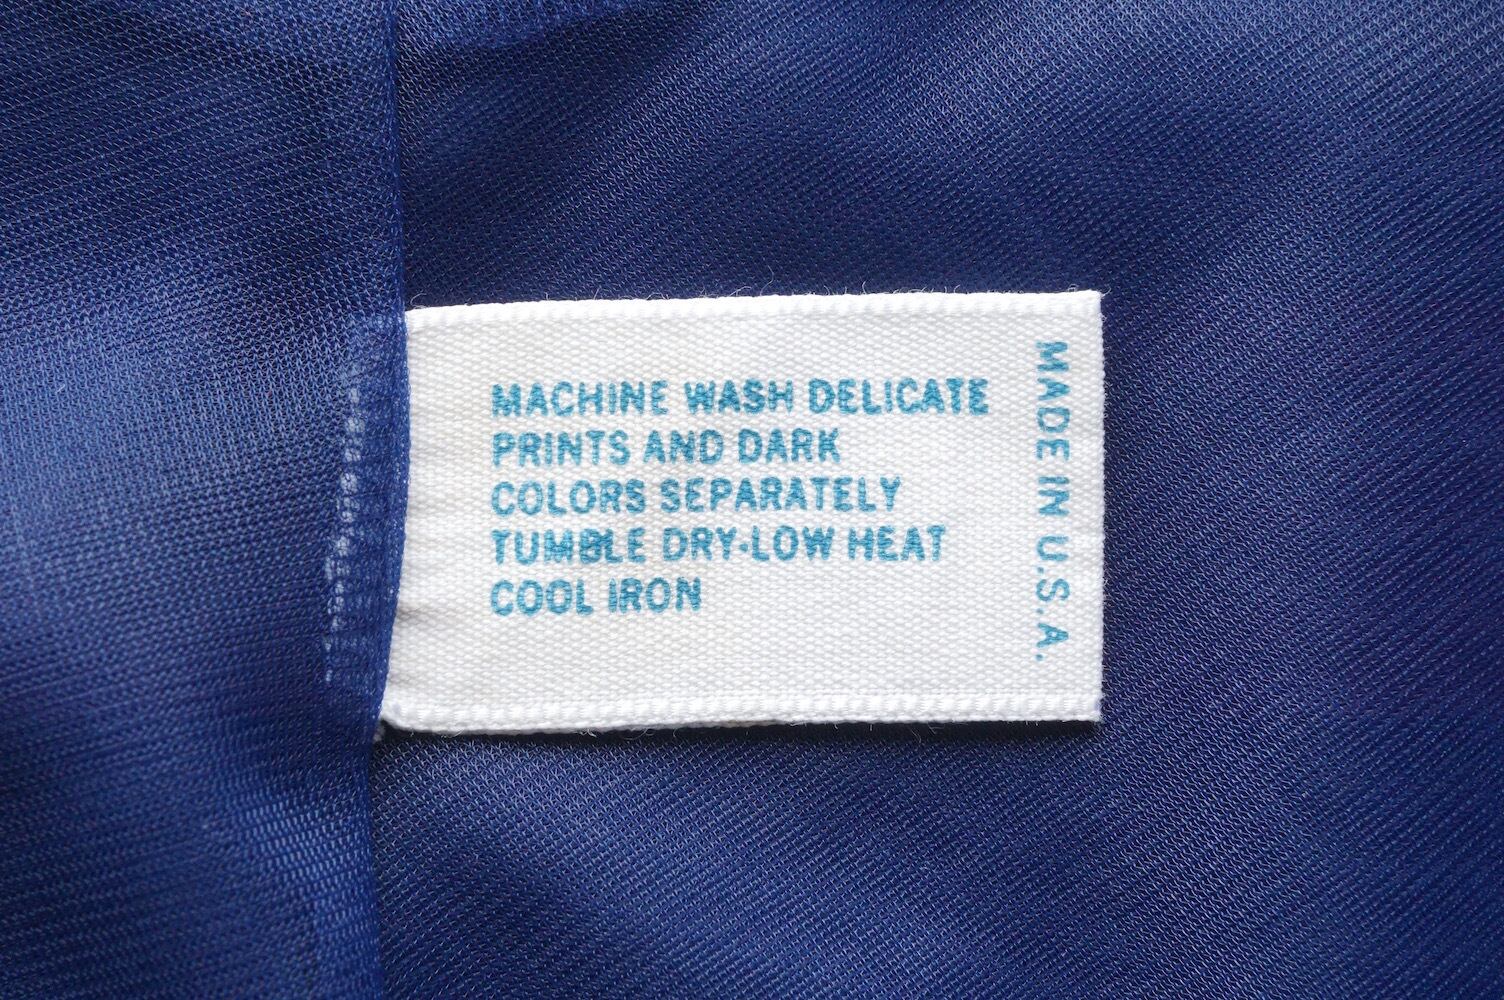 MACHINE WASH DELICATE
PRINTS AND DARK
COLORS SEPARATELY
TUMBLE DRY-LOW HEAT
COOL IRON
MADE IN U.S.A.